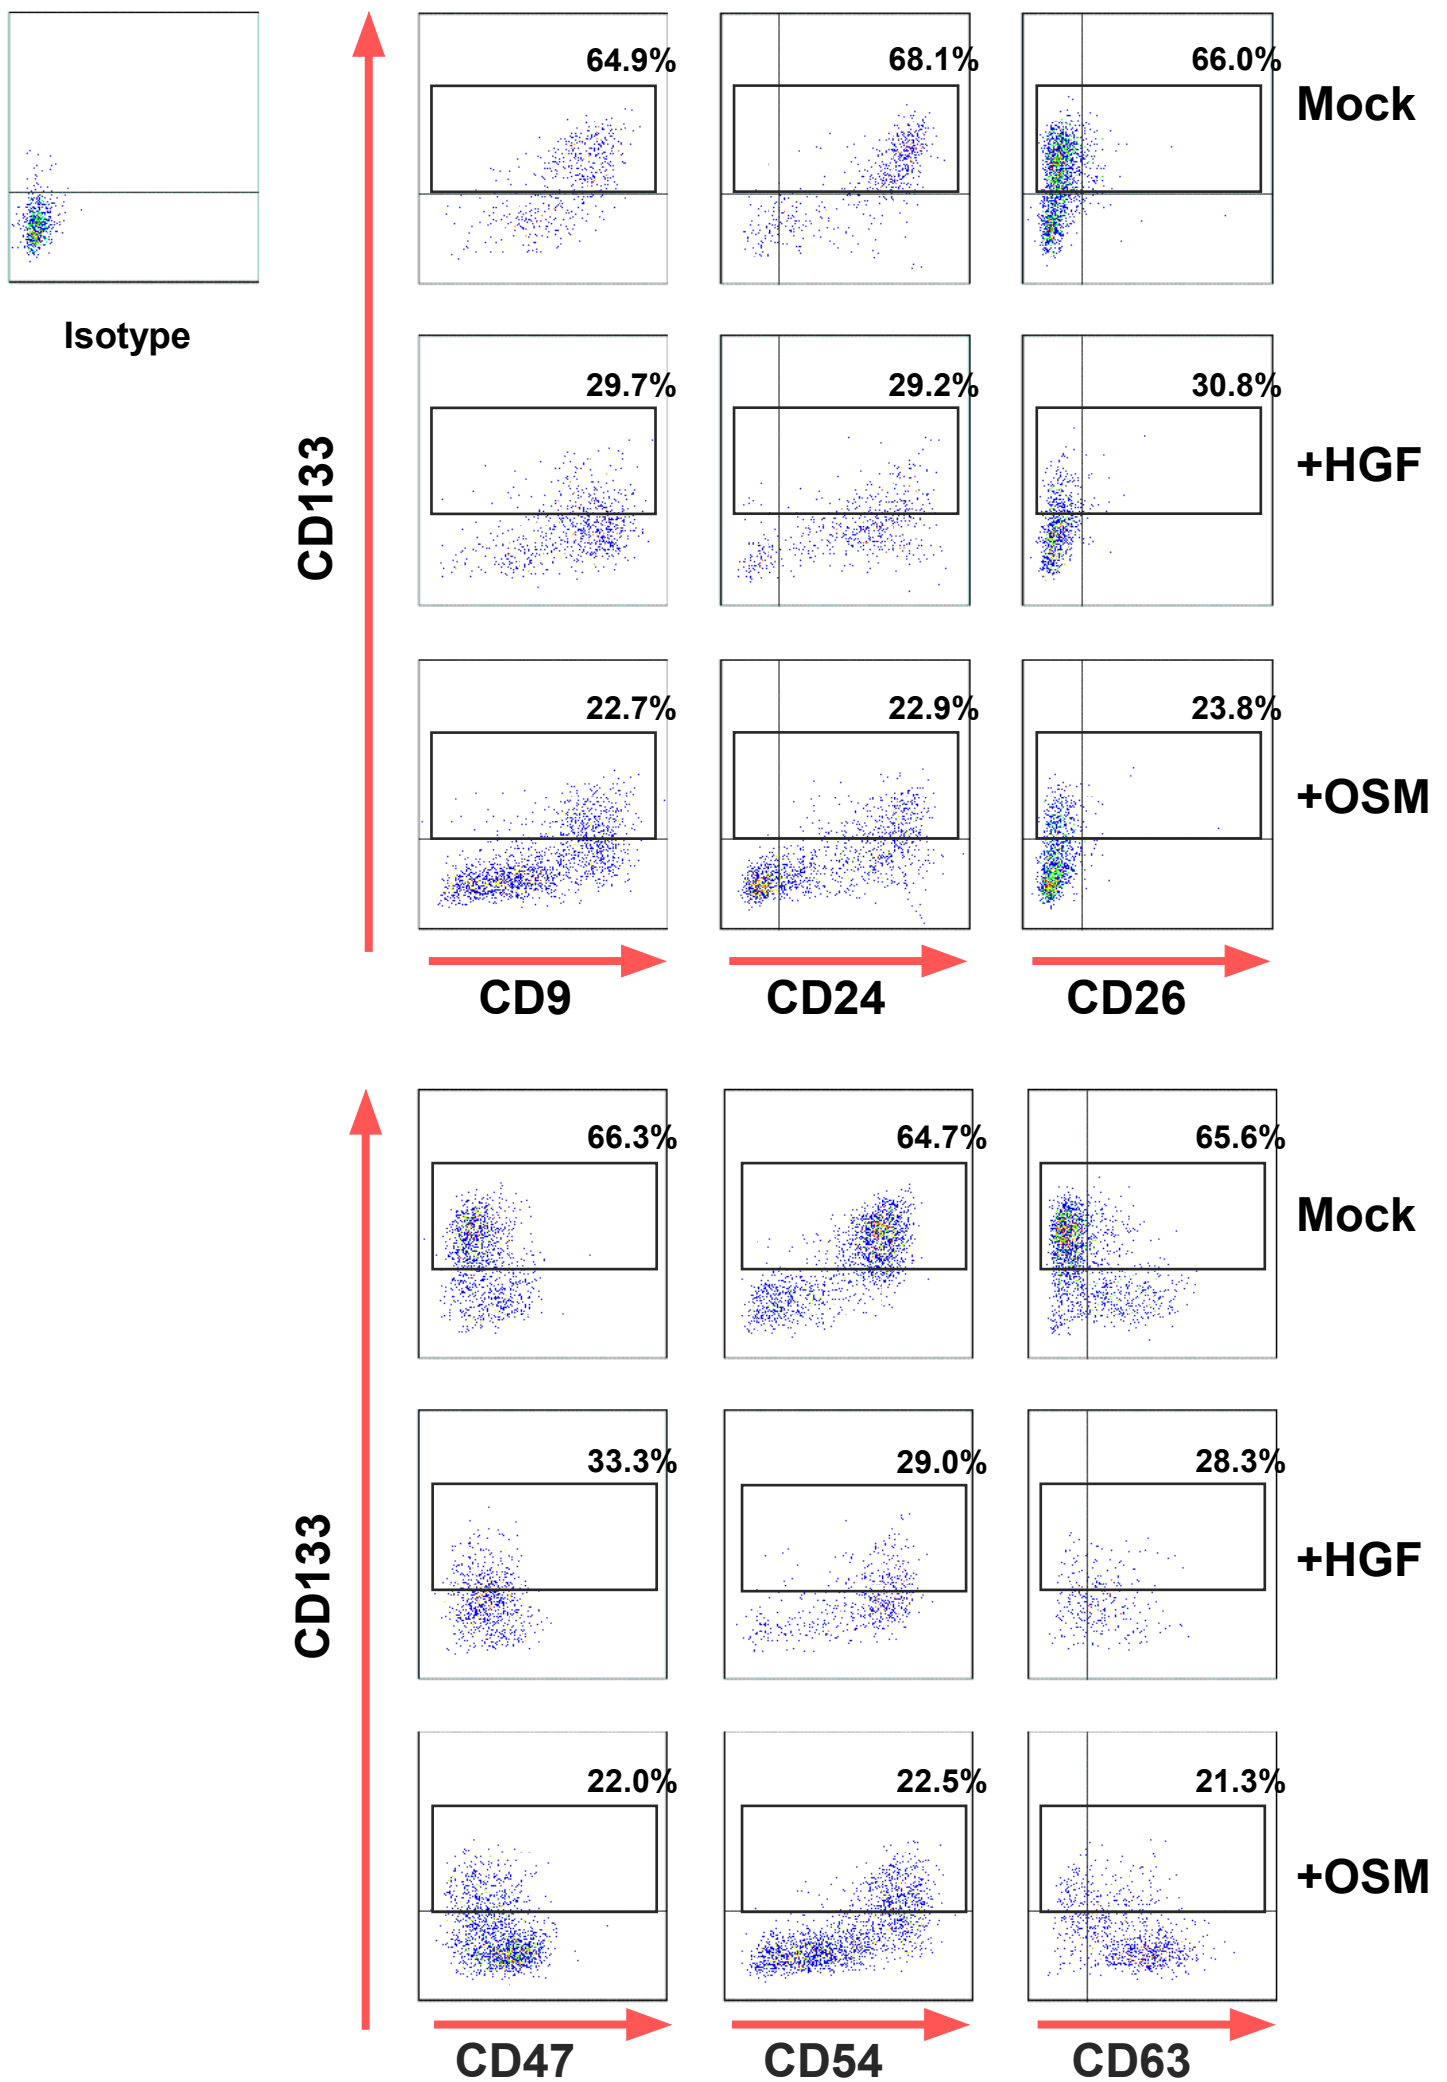 64.9% 68.1% 66.0%
Mock
Isotype
29.7% 29.2% 30.8%
+HGF
CD133
22.7% 22.9% 23.8%
+OSM
CD9 CD24 CD26
66.3% 64.7% 65.6%
Mock
33.3% 29.0% 28.3%
+HGF
CD133
22.0% 22.5% 21.3%
+OSM
CD47 CD54 CD63